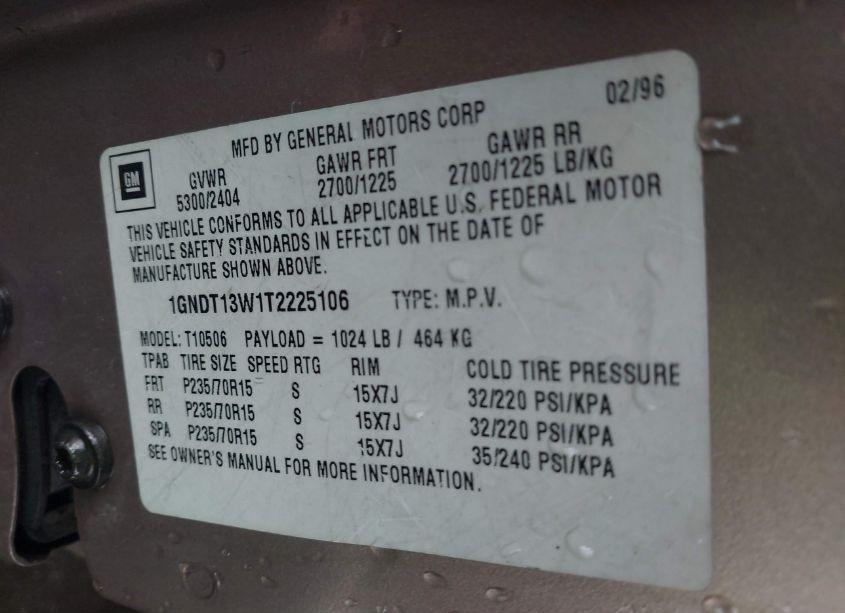 02/96
MFD BY GENERAL MOTORS CORP
GM
GVWR GAWR FRT GAWR RR
5300/2404 2700/1225 2700/1225 LB/KG
THIS VEHICLE CONFORMS TO ALL APPLICABLE U.S. FEDERAL MOTOR
VEHICLE SAFETY STANDARDS IN EFFECT ON THE DATE OF
MANUFACTURE SHOWN ABOVE.
1GNDT13W1T2225106 TYPE: M.P.V.
MODEL: T10506 PAYLOAD = 1024 LB / 464 KG
TPAB TIRE SIZE SPEED RTG RIM COLD TIRE PRESSURE
FRT P235/70R15 S 15X7J 32/220 PSI/KPA
RR P235/70R15 S 15X7J 32/220 PSI/KPA
SPA P235/70R15 S 15X7J 35/240 PSI/KPA
SEE OWNER'S MANUAL FOR MORE INFORMATION.